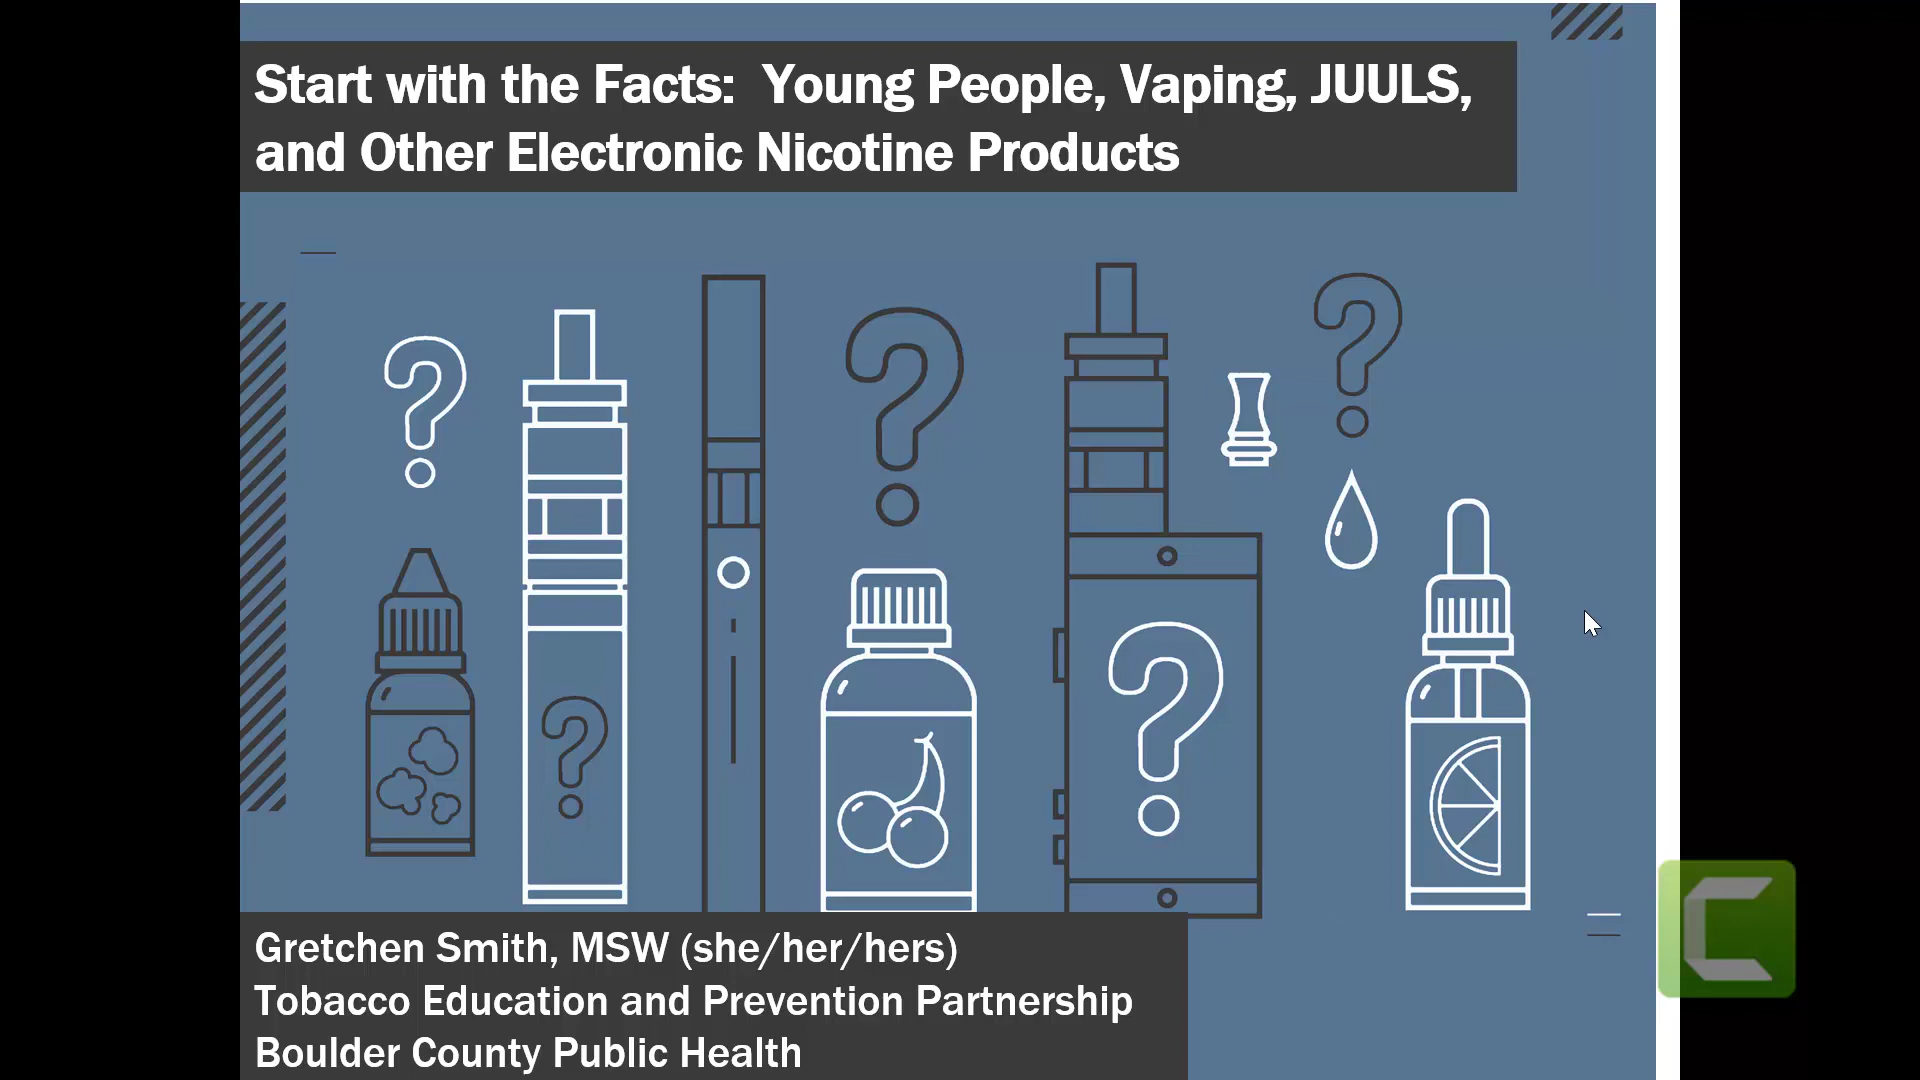 Start with the Facts:  Young People, Vaping, JUULS,
and Other Electronic Nicotine Products
? ? ?
? ?
Gretchen Smith, MSW (she/her/hers)
Tobacco Education and Prevention Partnership
Boulder County Public Health